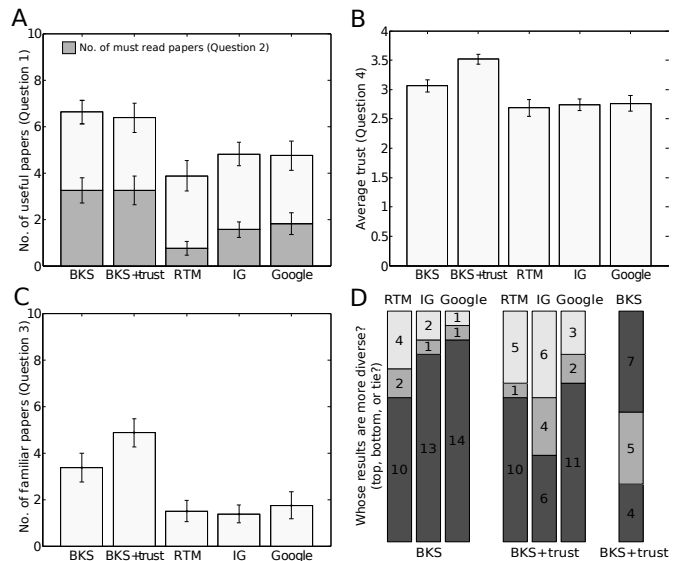 A
No. of must read papers (Question 2)
No. of useful papers (Question 1)
10
8
6
4
2
0
BKS BKS+trust RTM IG Google
B
Average trust (Question 4)
4
3.5
3
2.5
2
1.5
1
0.5
0
BKS BKS+trust RTM IG Google
C
No. of familiar papers (Question 3)
10
8
6
4
2
0
BKS BKS+trust RTM IG Google
D
Whose results are more diverse?
(top, bottom, or tie?)
RTM IG Google
4 2 1
2 1 1
10 13 14
BKS
RTM IG Google
5 6 3
1 4 2
10 6 11
BKS+trust
BKS
7
5
4
BKS+trust